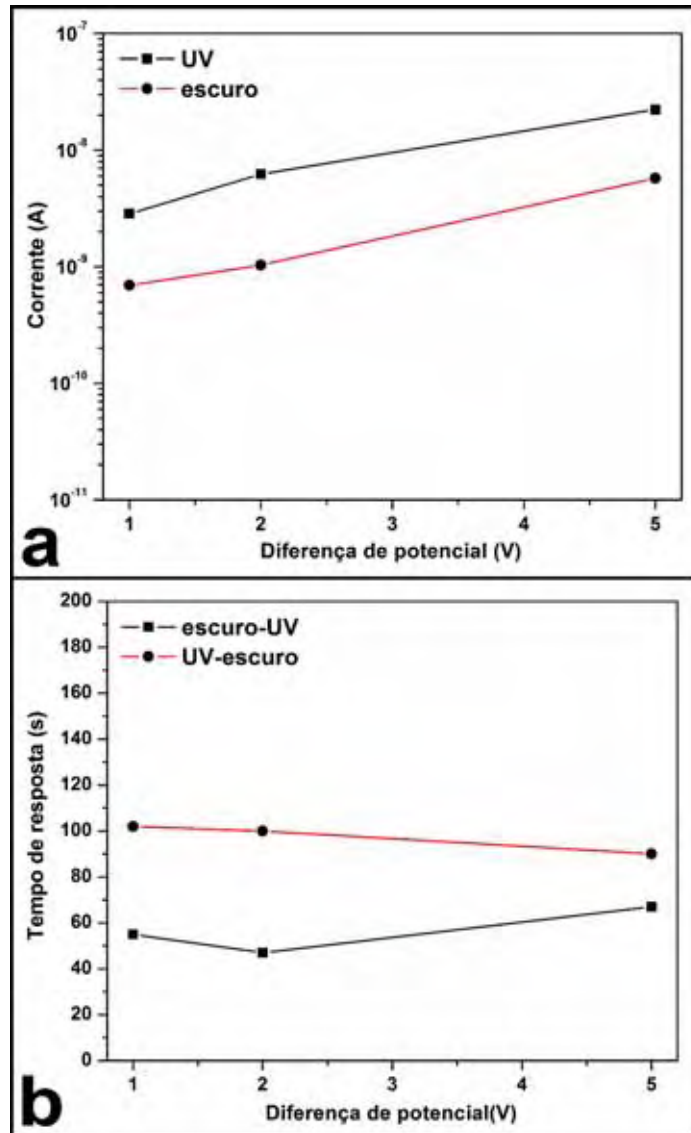 10⁻⁷
UV
escuro
10⁻⁸
10⁻⁹
10⁻¹⁰
10⁻¹¹
Corrente (A)
1 2 3 4 5
Diferença de potencial (V)
a
200
escuro-UV
UV-escuro
180
160
140
120
100
80
60
40
20
0
Tempo de resposta (s)
1 2 3 4 5
Diferença de potencial(V)
b